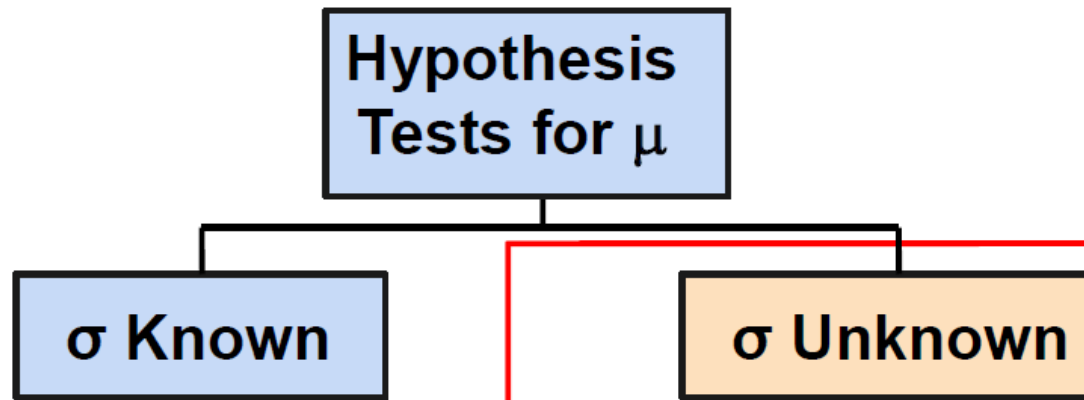 Hypothesis
Tests for μ
σ Known
σ Unknown